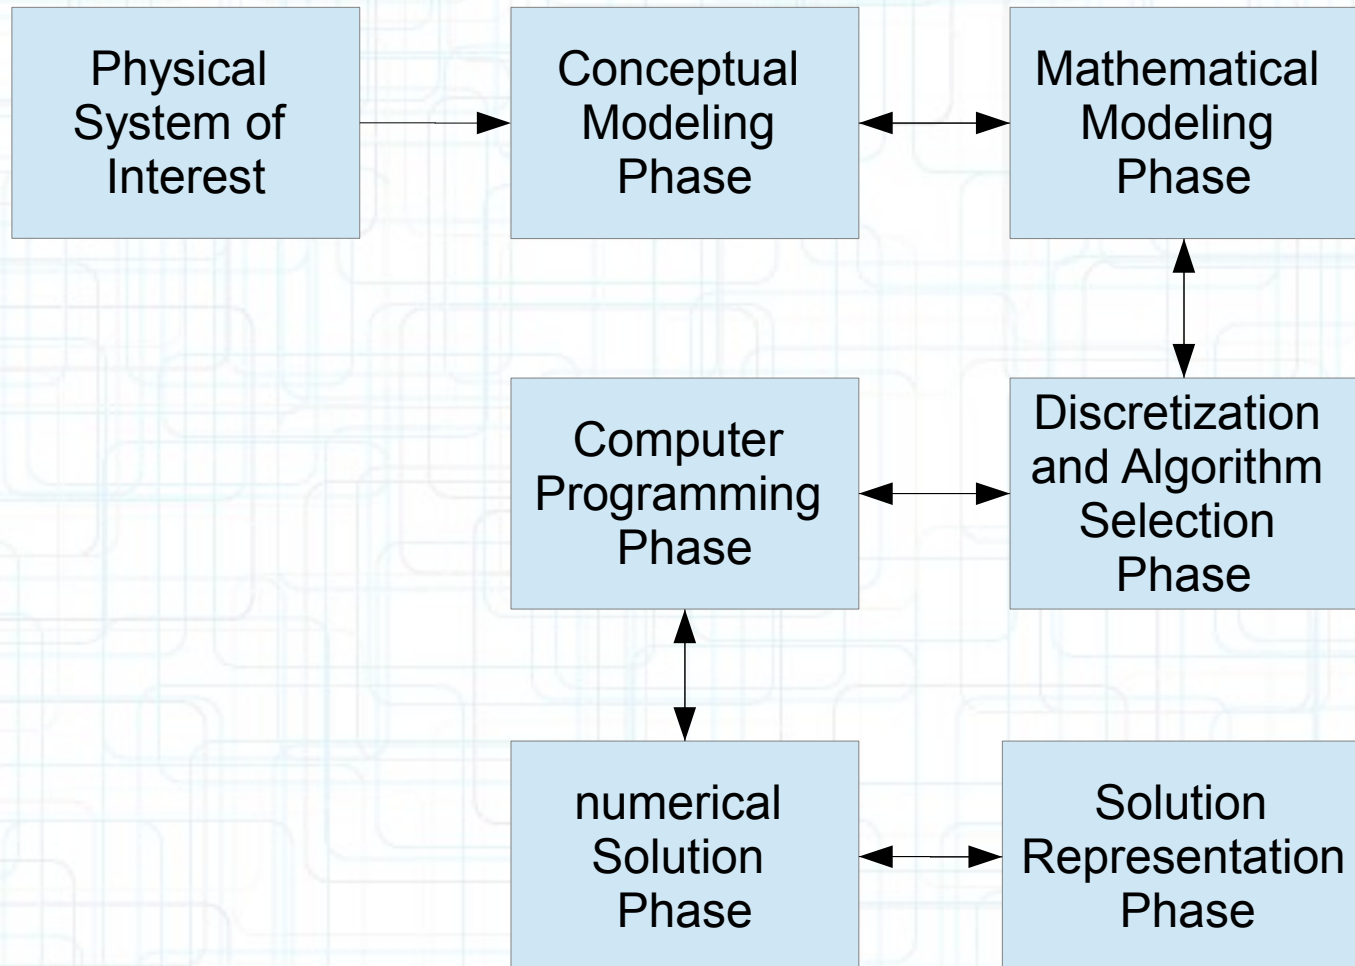 Physical
System of
Interest
Conceptual
Modeling
Phase
Mathematical
Modeling
Phase
Discretization
and Algorithm
Selection
Phase
Computer
Programming
Phase
numerical
Solution
Phase
Solution
Representation
Phase